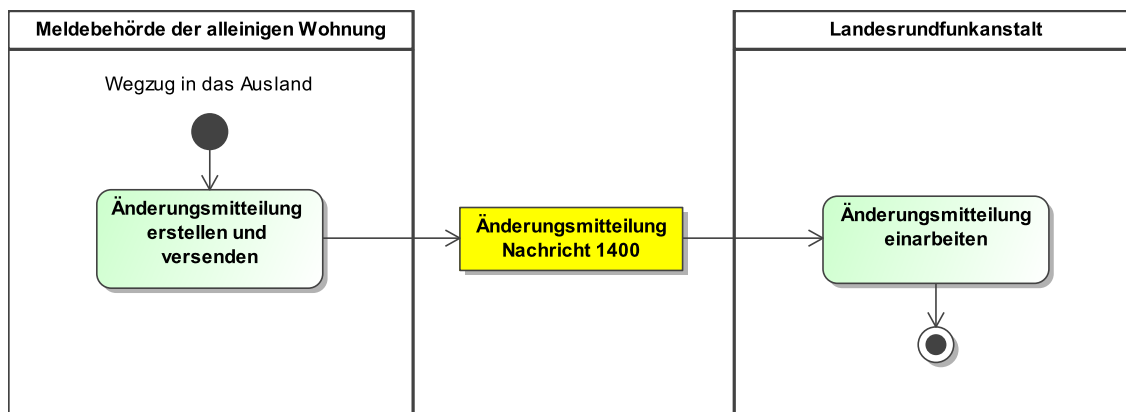 Meldebehörde der alleinigen Wohnung
Landesrundfunkanstalt
Wegzug in das Ausland
Änderungsmitteilung
erstellen und
versenden
Änderungsmitteilung
Nachricht 1400
Änderungsmitteilung
einarbeiten